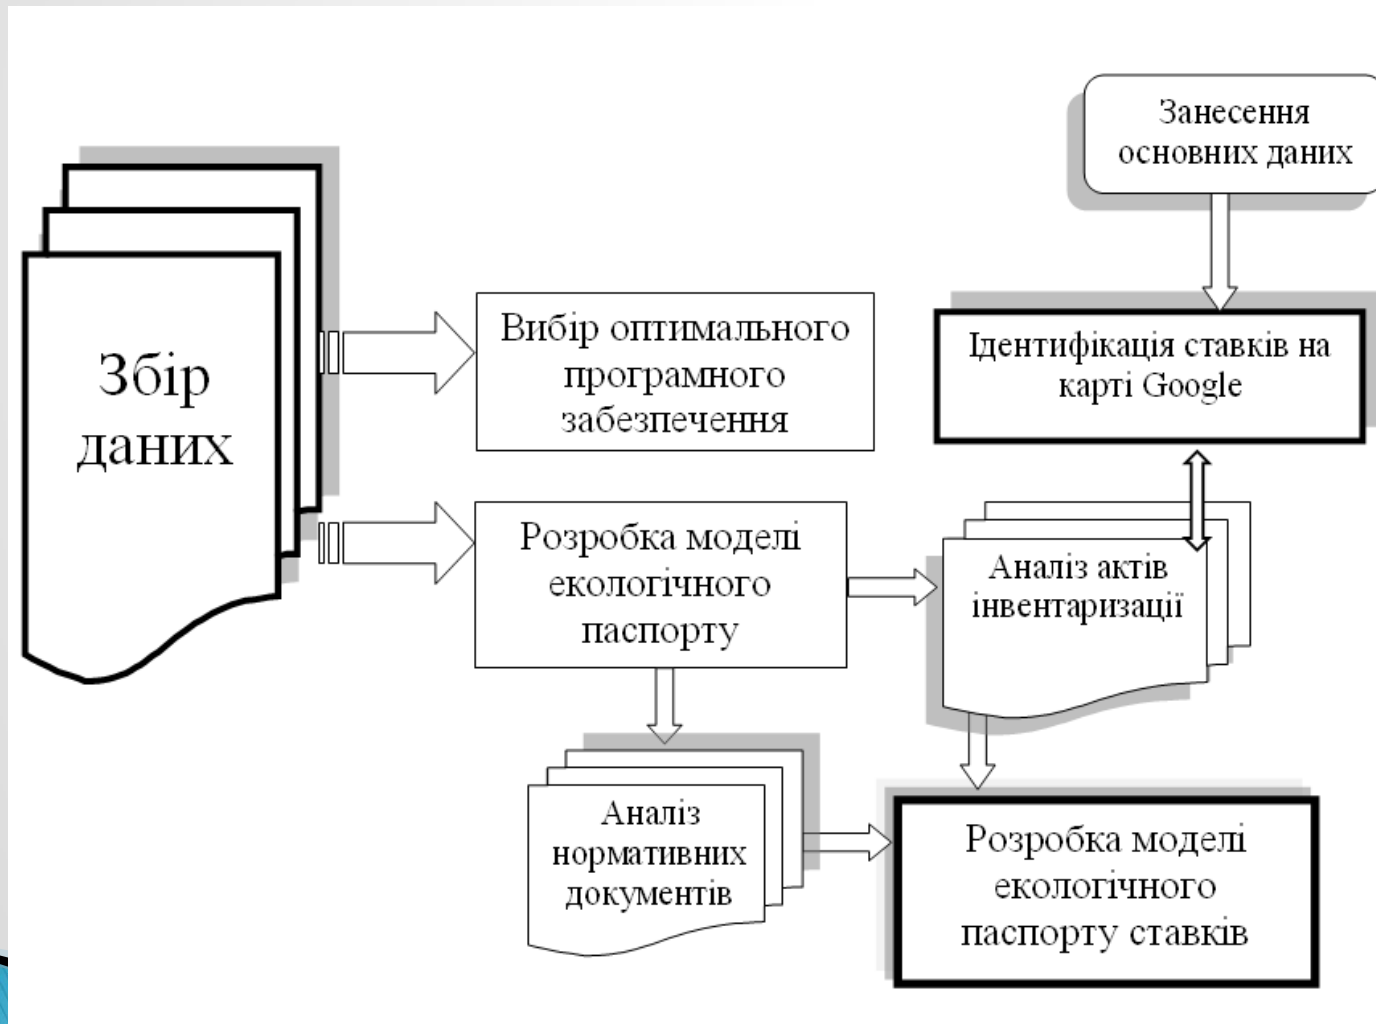 Занесення
основних даних
Збір
даних
Вибір оптимального
програмного
забезпечення
Ідентифікація ставків на
карті Google
Розробка моделі
екологічного
паспорту
Аналіз актів
інвентаризації
Аналіз
нормативних
документів
Розробка моделі
екологічного
паспорту ставків